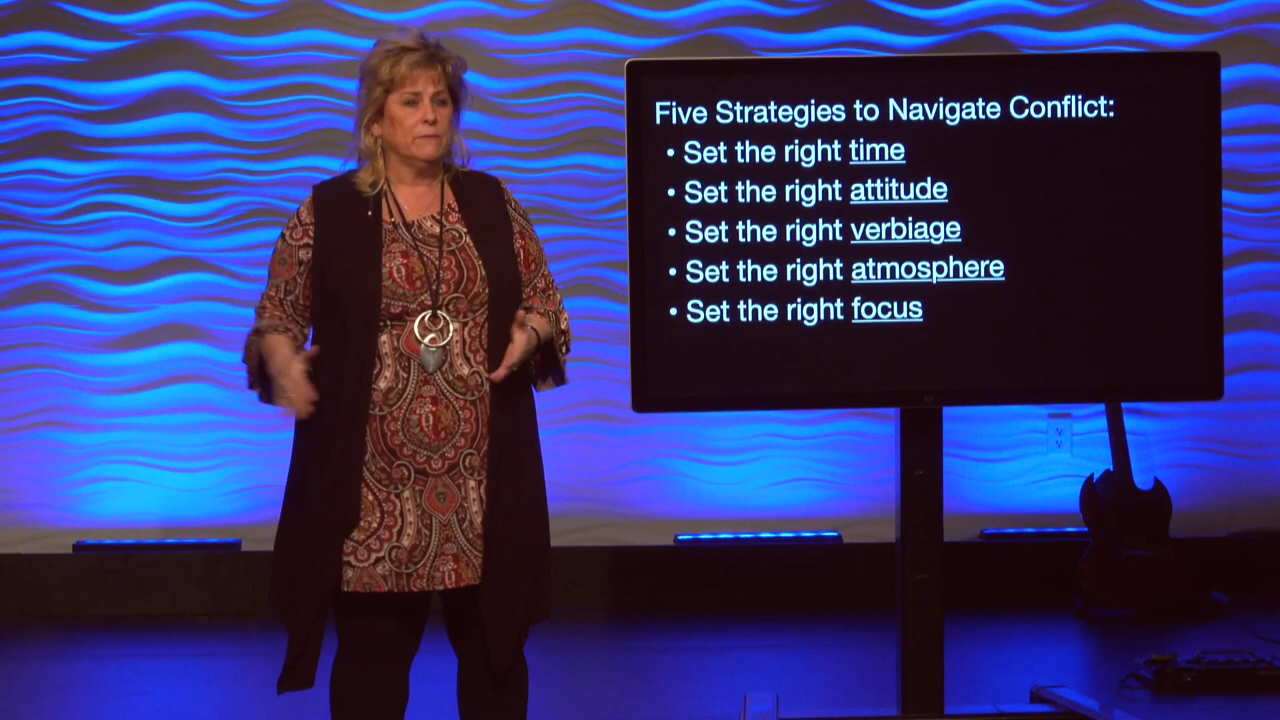 Five Strategies to Navigate Conflict:
• Set the right time
• Set the right attitude
• Set the right verbiage
• Set the right atmosphere
• Set the right focus